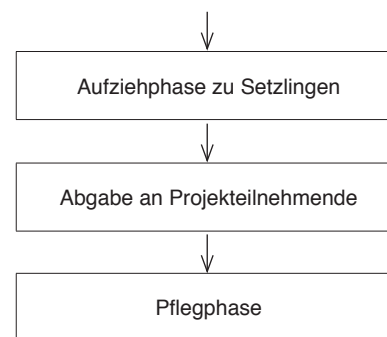 Aufziehphase zu Setzlingen
Abgabe an Projekteilnehmende
Pflegphase